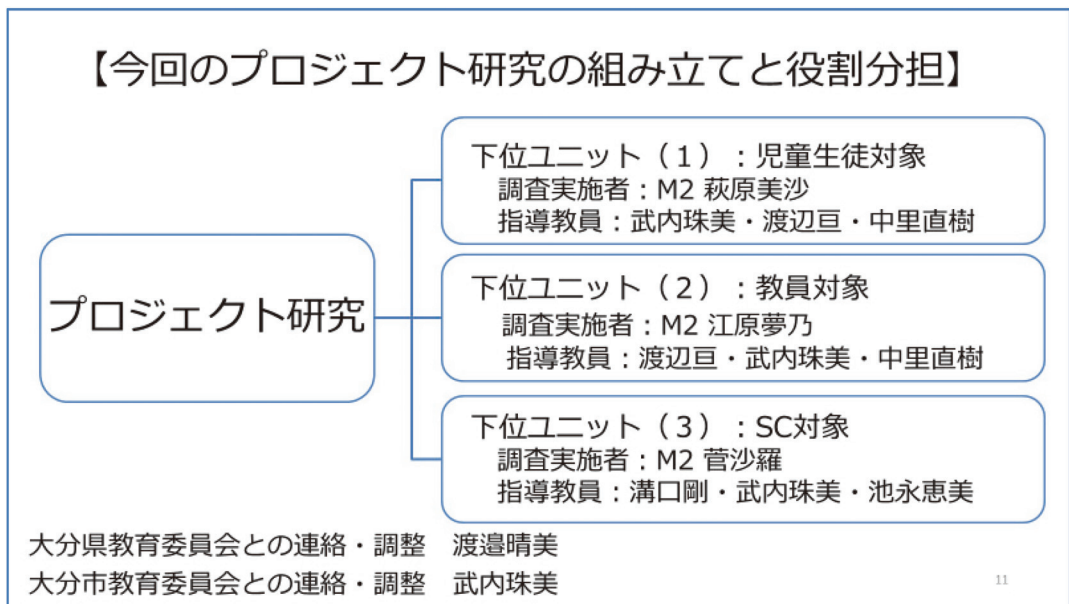 【今回のプロジェクト研究の組み立てと役割分担】
プロジェクト研究
下位ユニット（1）：児童生徒対象
調査実施者：M2 萩原美沙
指導教員：武内珠美・渡辺亘・中里直樹
下位ユニット（2）：教員対象
調査実施者：M2 江原夢乃
指導教員：渡辺亘・武内珠美・中里直樹
下位ユニット（3）：SC対象
調査実施者：M2 菅沙羅
指導教員：溝口剛・武内珠美・池永恵美
大分県教育委員会との連絡・調整　渡邉晴美
大分市教育委員会との連絡・調整　武内珠美
11